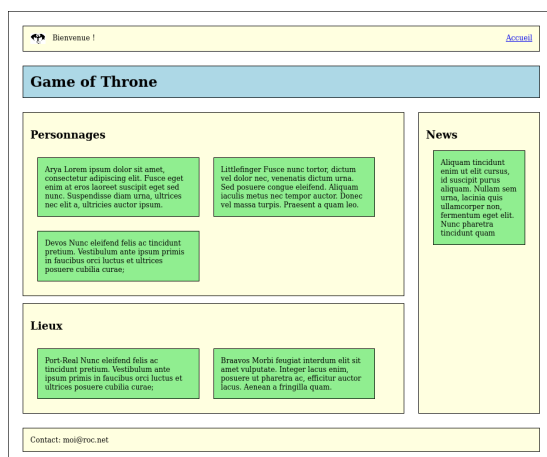 Bienvenue !
Accueil
Game of Throne
Personnages
Arya Lorem ipsum dolor sit amet,
consectetur adipiscing elit. Fusce eget
enim at eros laoreet suscipit eget sed
nunc. Suspendisse diam urna, ultrices
nec elit a, ultricies auctor ipsum.
Littlefinger Fusce nunc tortor, dictum
vel dolor nec, venenatis dictum urna.
Sed posuere congue eleifend. Aliquam
iaculis metus nec tempor auctor. Donec
vel massa turpis. Praesent a quam leo.
Devos Nunc eleifend felis ac tincidunt
pretium. Vestibulum ante ipsum primis
in faucibus orci luctus et ultrices
posuere cubilia curae;
Lieux
Port-Real Nunc eleifend felis ac
tincidunt pretium. Vestibulum ante
ipsum primis in faucibus orci luctus et
ultrices posuere cubilia curae;
Braavos Morbi feugiat interdum elit sit
amet vulputate. Integer lacus enim,
posuere ut pharetra ac, efficitur auctor
lacus. Aenean a fringilla quam.
News
Aliquam tincidunt
enim ut elit cursus,
id suscipit purus
aliquam. Nullam sem
urna, lacinia quis
ullamcorper non,
fermentum eget elit.
Nunc pharetra
tincidunt quam
Contact: moi@roc.net